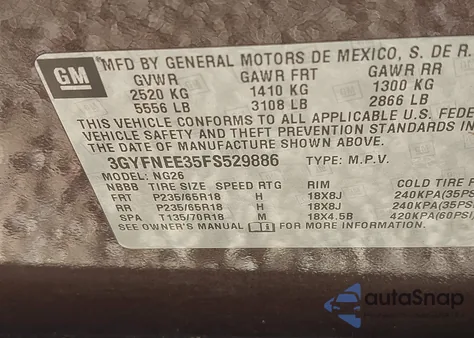 GM
MFD BY GENERAL MOTORS DE MEXICO, S. DE R.
GVWR GAWR FRT GAWR RR
2520 KG 1410 KG 1300 KG
5556 LB 3108 LB 2866 LB
THIS VEHICLE CONFORMS TO ALL APPLICABLE U.S. FEDE
VEHICLE SAFETY AND THEFT PREVENTION STANDARDS IN
THE DATE OF MANUFACTURE SHOWN ABOVE.
3GYFNEE35FS529886 TYPE: M.P.V.
MODEL: NG26
NBBB TIRE SIZE SPEED RTG RIM COLD TIRE P
FRT P235/65R18 H 18X8J 240KPA(35PS
RR P235/65R18 H 18X8J 240KPA(35PSI
SPA T135/70R18 M 18X4.5B 420KPA(60PSI)
SEE OWNER'S MANUAL FOR MORE INFORMATION.
autoSnap